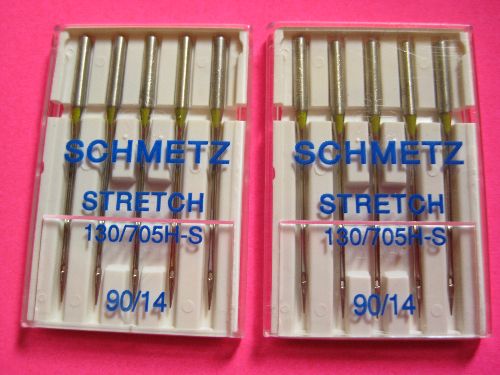 SCHMETZ
STRETCH
130/705H-S
90/14
SCHMETZ
STRETCH
130/705H-S
90/14